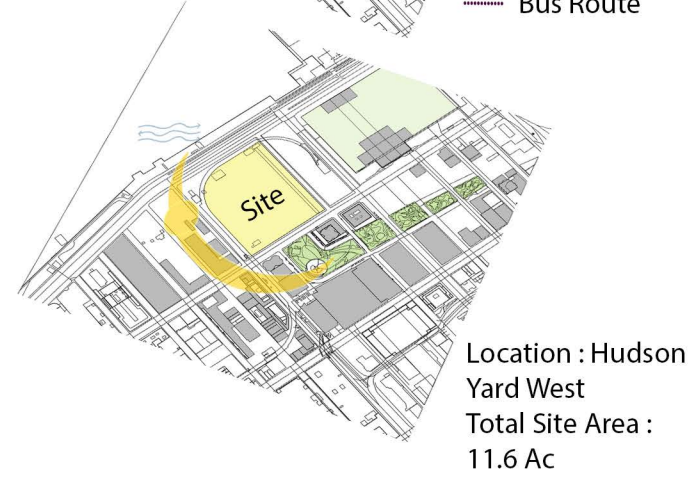 Bus Route
Site
Location : Hudson
Yard West
Total Site Area :
11.6 Ac